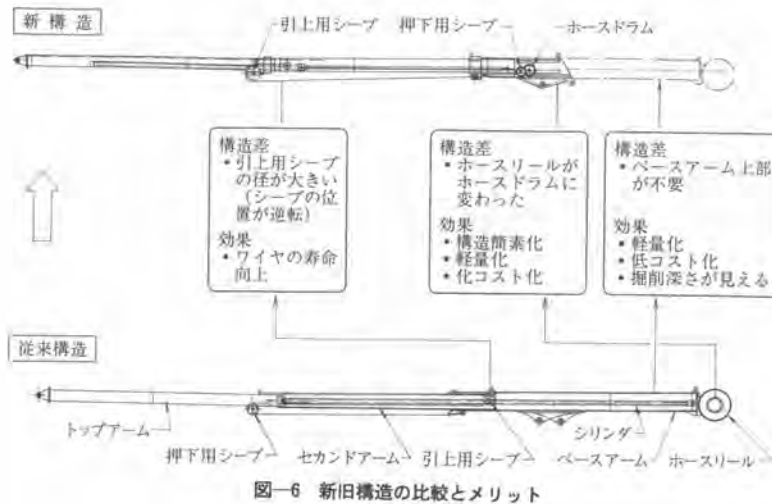 新構造
引上用シーブ
押下用シーブ
ホースドラム
構造差
・引上用シーブ
の径が大きい
（シーブの位
置が逆転）
効果
・ワイヤの寿命
向上
構造差
・ホースリールが
ホースドラムに
変わった
効果
・構造簡素化
・軽量化
・化コスト化
構造差
・ベースアーム上部
が不要
効果
・軽量化
・低コスト化
・掘削深さが見える
従来構造
トップアーム
押下用シーブ
セカンドアーム
引上用シーブ
シリンダ
ベースアーム
ホースリール
図―6 新旧構造の比較とメリット